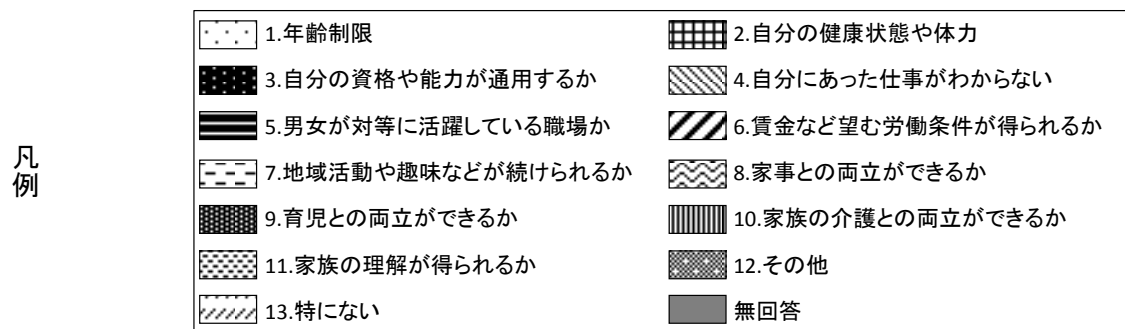 凡例
1.年齢制限
2.自分の健康状態や体力
3.自分の資格や能力が通用するか
4.自分にあった仕事がわからない
5.男女が対等に活躍している職場か
6.賃金など望む労働条件が得られるか
7.地域活動や趣味などが続けられるか
8.家事との両立ができるか
9.育児との両立ができるか
10.家族の介護との両立ができるか
11.家族の理解が得られるか
12.その他
13.特にない
無回答